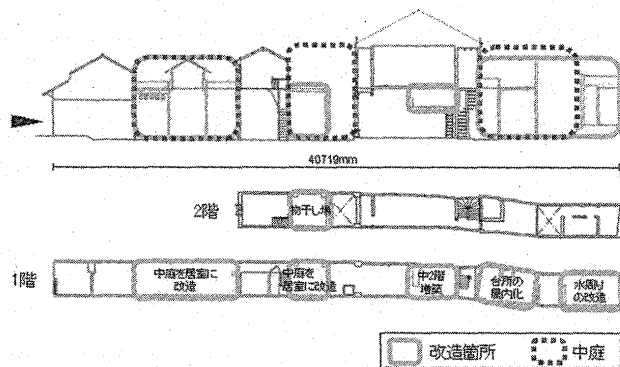 40719mm
2階
物干し場
1階
中庭を居室に
改造
中庭を
居室に改造
中2階
増築
台所の
屋内化
水周り
の改造
改造箇所
中庭